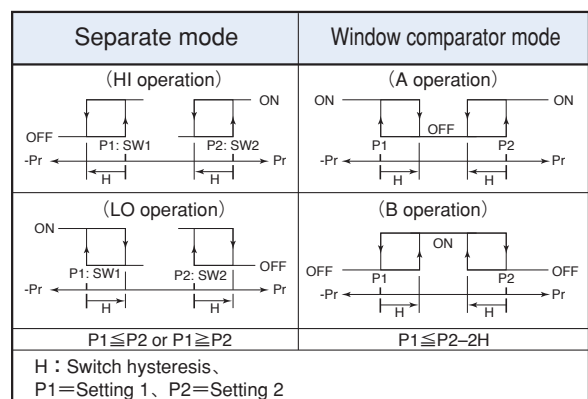 Separate mode
Window comparator mode
(HI operation)
ON
OFF
P1: SW1
P2: SW2
-Pr
Pr
H
H
(A operation)
ON
ON
OFF
P1
P2
-Pr
Pr
H
H
(LO operation)
ON
OFF
P1: SW1
P2: SW2
-Pr
Pr
H
H
(B operation)
ON
OFF
OFF
P1
P2
-Pr
Pr
H
H
P1≦P2 or P1≧P2
P1≦P2–2H
H：Switch hysteresis、
P1＝Setting 1、P2＝Setting 2